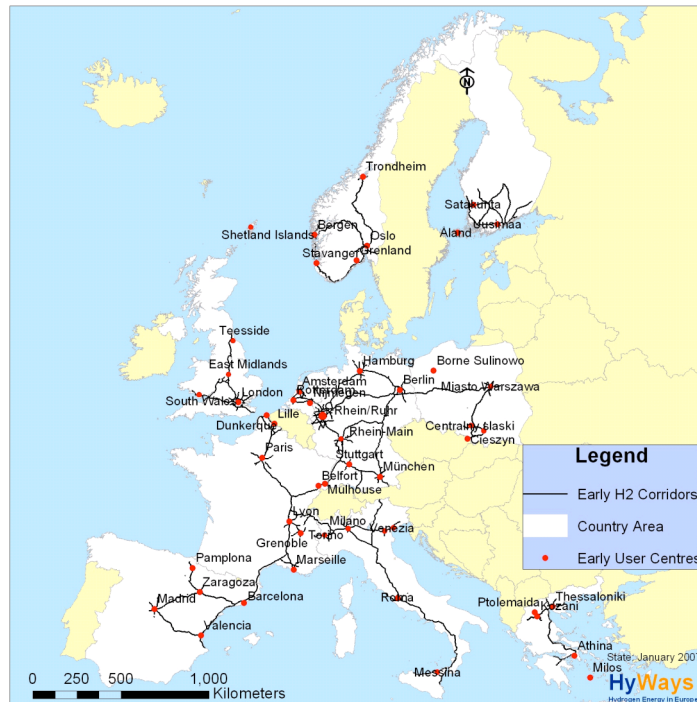 N
Trondheim
Satakunta
Shetland Islands
Bergen
Oslo
Åland
Uusimaa
Stavanger
Grenland
Teesside
East Midlands
Hamburg
Borne Sulinowo
Amsterdam
Rotterdam
Nijmegen
Berlin
Miasto Warszawa
South Wales
London
Rhein/Ruhr
Lille
Dunkerque
Centralny slaski
Rhein-Main
Cieszyn
Paris
Stuttgart
Belfort
München
Mülhouse
Lyon
Milano
Venezia
Grenoble
Torino
Pamplona
Marseille
Zaragoza
Madrid
Barcelona
Roma
Valencia
Ptolemaida
Thessaloniki
Kozani
Athina
Messina
Milos
Legend
Early H2 Corridors
Country Area
Early User Centres
State: January 2007
HyWays
Hydrogen Energy in Europe
0 250 500 1,000
Kilometers